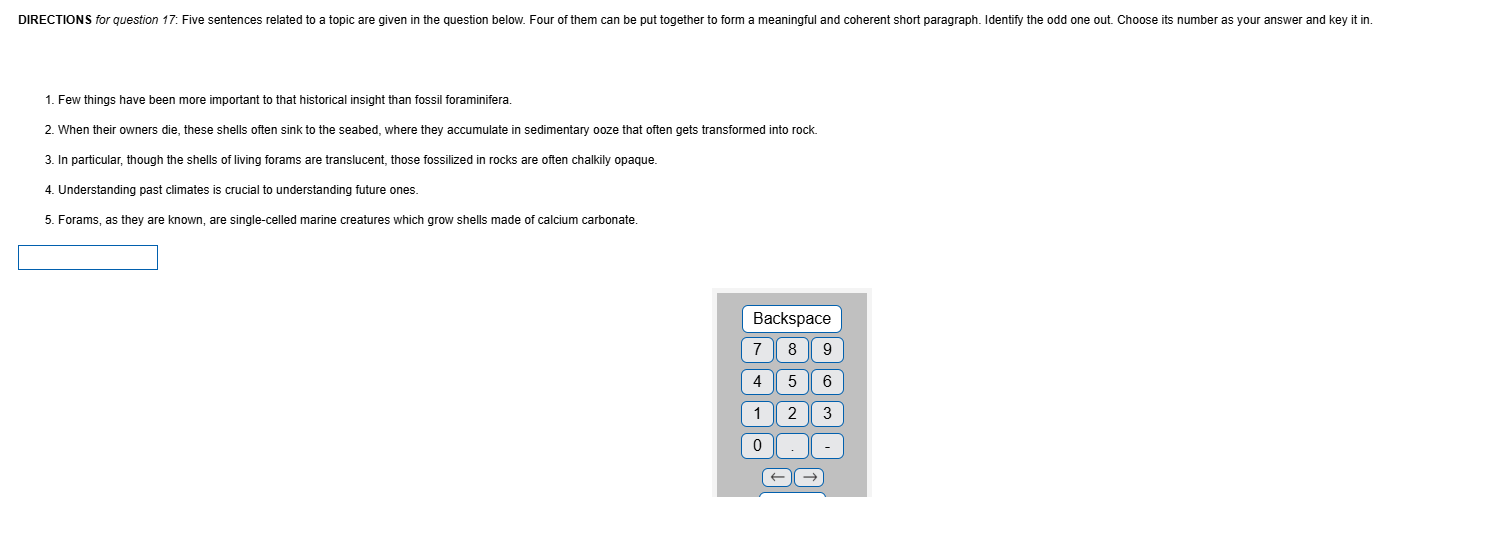 DIRECTIONS for question 17: Five sentences related to a topic are given in the question below. Four of them can be put together to form a meaningful and coherent short paragraph. Identify the odd one out. Choose its number as your answer and key it in.
1. Few things have been more important to that historical insight than fossil foraminifera.
2. When their owners die, these shells often sink to the seabed, where they accumulate in sedimentary ooze that often gets transformed into rock.
3. In particular, though the shells of living forams are translucent, those fossilized in rocks are often chalkily opaque.
4. Understanding past climates is crucial to understanding future ones.
5. Forams, as they are known, are single-celled marine creatures which grow shells made of calcium carbonate.
Backspace
7 8 9
4 5 6
1 2 3
0 . -
← →